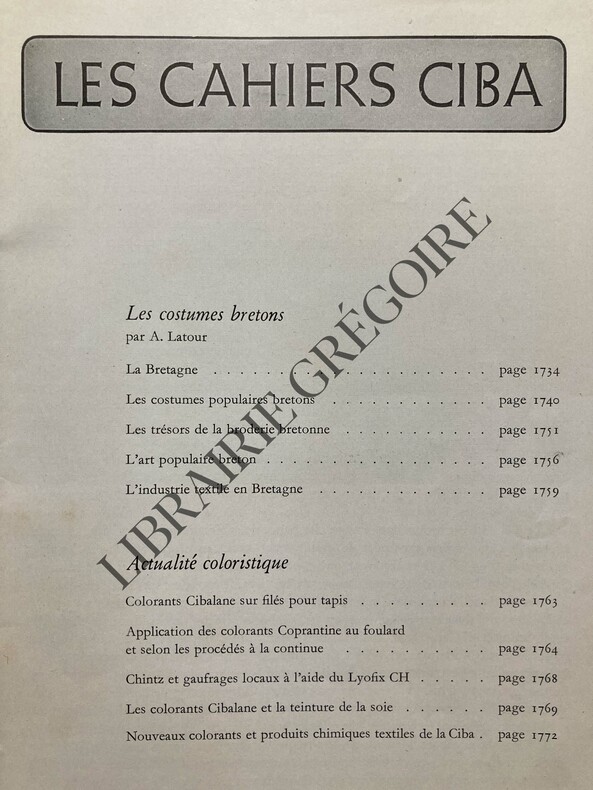 LES CAHIERS CIBA
Les costumes bretons
par A. Latour
La Bretagne . . . . . . . . . . . . . . . . . . . . . page 1734
Les costumes populaires bretons . . . . . . . . . . . . page 1740
Les trésors de la broderie bretonne . . . . . . . . . . . page 1751
L'art populaire breton . . . . . . . . . . . . . . . . . page 1756
L'industrie textile en Bretagne . . . . . . . . . . . . . page 1759
Actualité coloristique
Colorants Cibalane sur filés pour tapis . . . . . . . . . . page 1763
Application des colorants Coprantine au foulard
et selon les procédés à la continue . . . . . . . . . . . page 1764
Chintz et gaufrages locaux à l'aide du Lyofix CH . . . . . page 1768
Les colorants Cibalane et la teinture de la soie . . . . . . page 1769
Nouveaux colorants et produits chimiques textiles de la Ciba . page 1772
LIBRAIRIE GRÉGOIRE